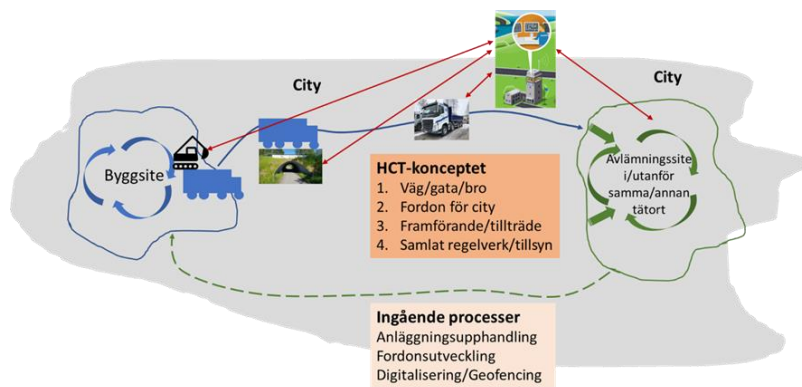 City
City
Byggsite
HCT-konceptet
1. Väg/gata/bro
2. Fordon för city
3. Framförande/tillträde
4. Samlat regelverk/tillsyn
Avlämningssite
i/utanför
samma/annan
tätort
Ingående processer
Anläggningsupphandling
Fordonsutveckling
Digitalisering/Geofencing